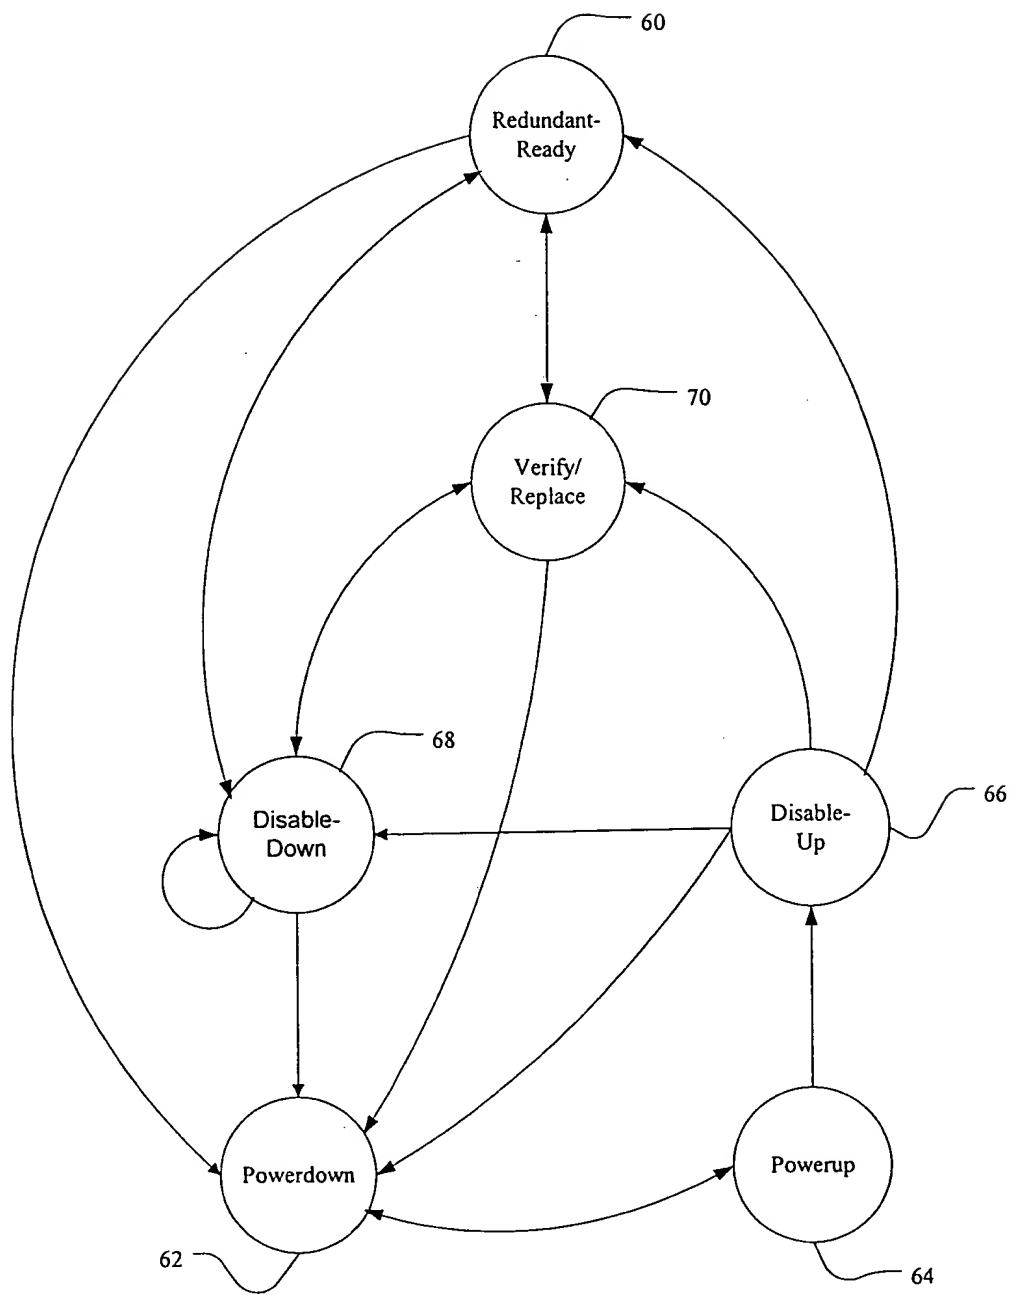 60
Redundant-
Ready
70
Verify/
Replace
68
Disable-
Down
66
Disable-
Up
Powerdown
Powerup
62
64